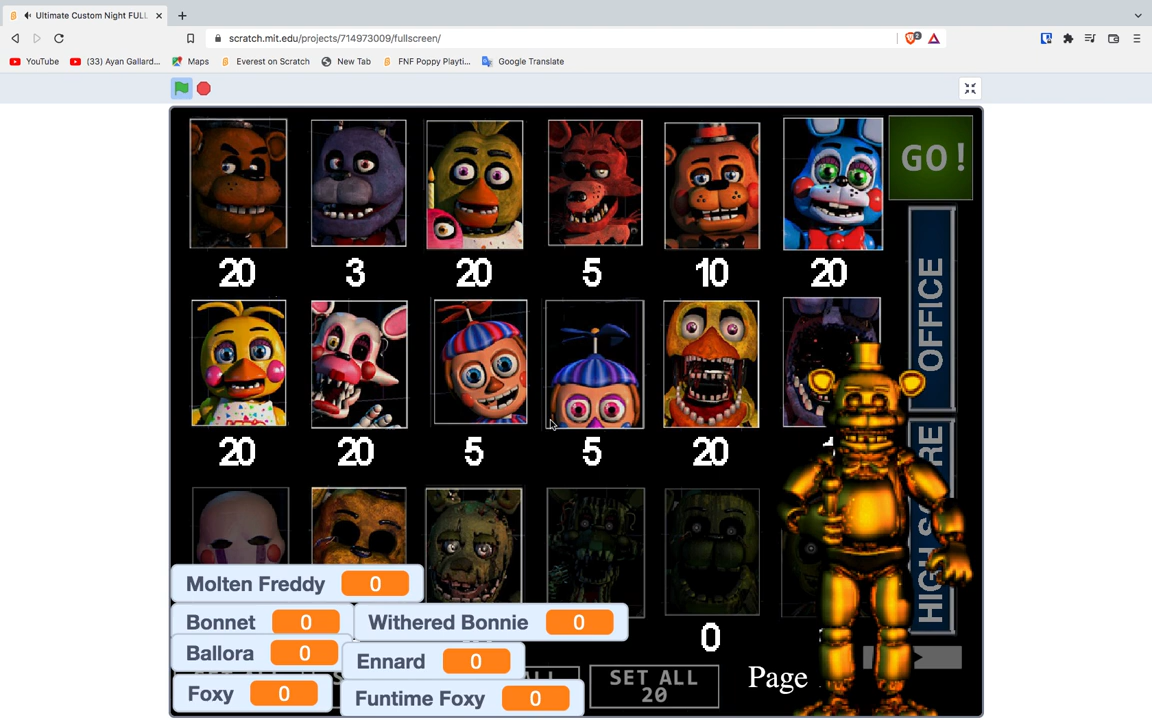 Ultimate Custom Night FULL
scratch.mit.edu/projects/714973009/fullscreen/
2
YouTube (33) Ayan Gallard... Maps Everest on Scratch New Tab FNF Poppy Playti... Google Translate
GO!
20 3 20 5 10 20
OFFICE
20 20 5 5 20
Molten Freddy 0
Bonnet 0 Withered Bonnie 0
0
Ballora 0 Ennard 0
SET ALL
20
Page
Foxy 0 Funtime Foxy 0